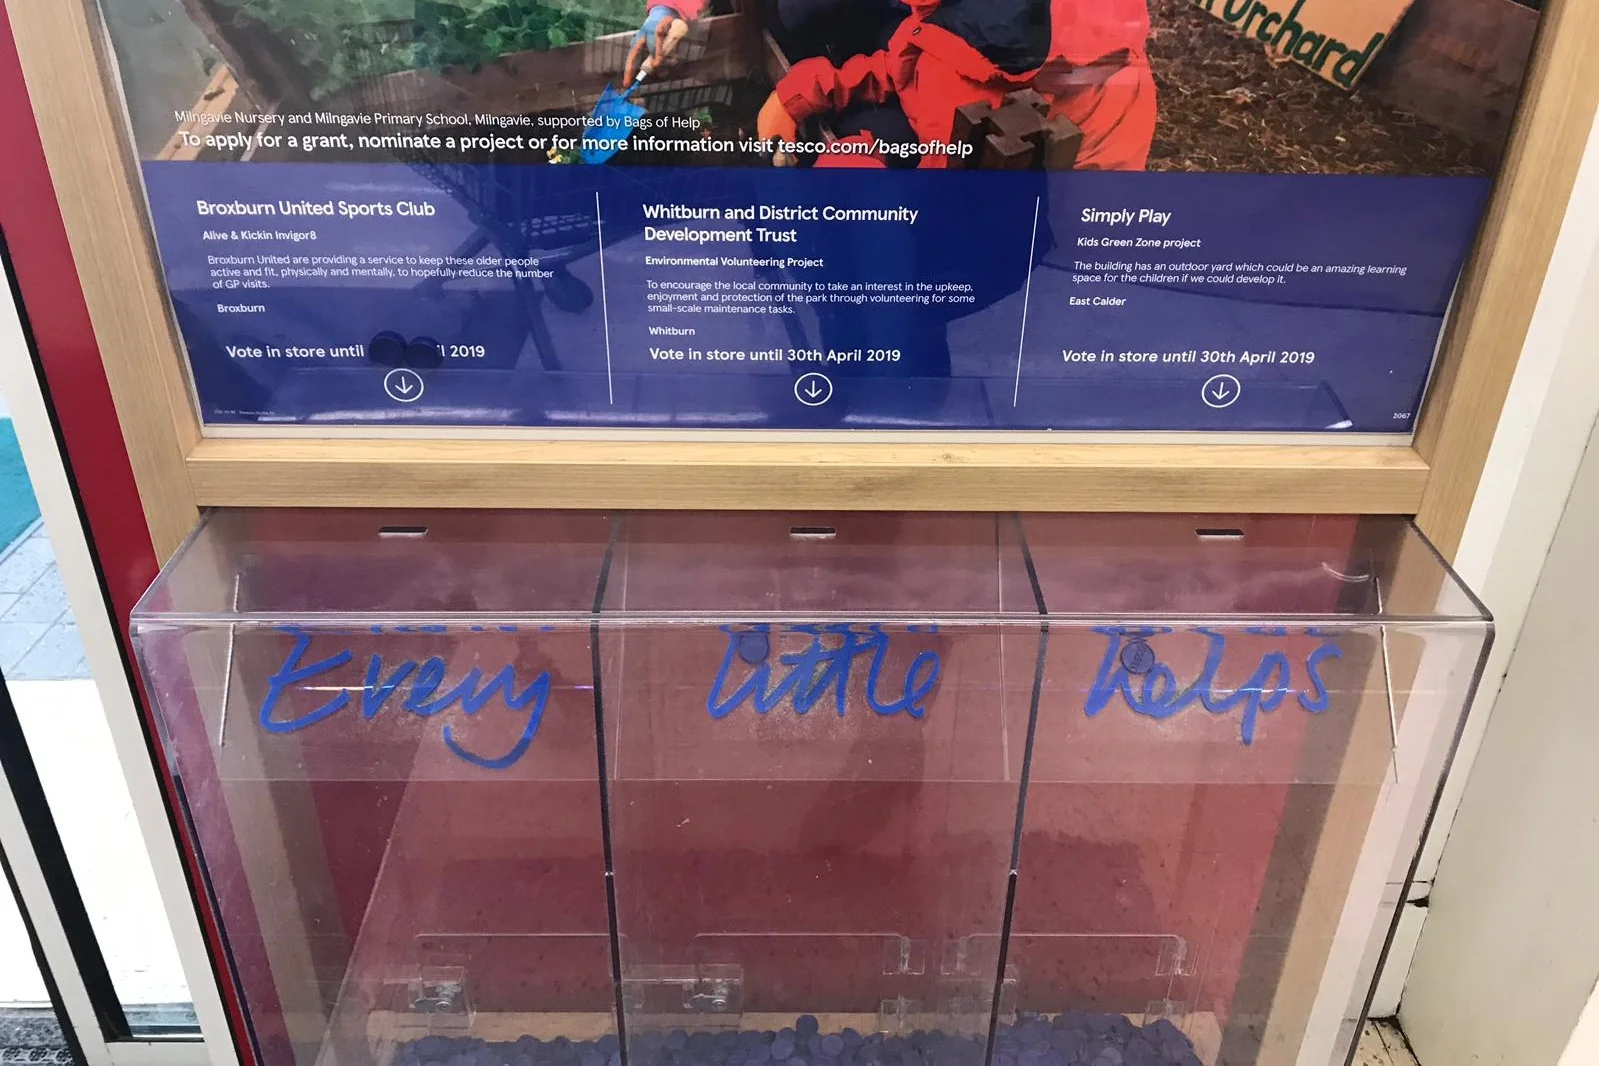 Orchard
Milngavie Nursery and Milngavie Primary School, Milngavie, supported by Bags of Help
To apply for a grant, nominate a project or for more information visit tesco.com/bagsofhelp
Broxburn United Sports Club
Alive & Kickin Invigor8
Broxburn United are providing a service to keep these older people
active and fit, physically and mentally, to hopefully reduce the number
of GP visits.
Broxburn
Vote in store until il 2019
Whitburn and District Community
Development Trust
Environmental Volunteering Project
To encourage the local community to take an interest in the upkeep,
enjoyment and protection of the park through volunteering for some
small-scale maintenance tasks.
Whitburn
Vote in store until 30th April 2019
Simply Play
Kids Green Zone project
The building has an outdoor yard which could be an amazing learning
space for the children if we could develop it.
East Calder
Vote in store until 30th April 2019
2067
Every little helps